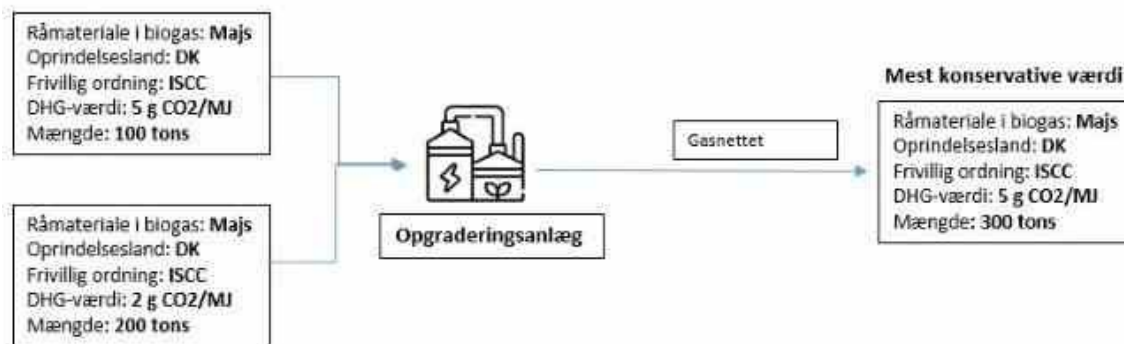 Råmateriale i biogas: Majs
Oprindelsesland: DK
Frivillig ordning: ISCC
DHG-værdi: 5 g CO2/MJ
Mængde: 100 tons
Råmateriale i biogas: Majs
Oprindelsesland: DK
Frivillig ordning: ISCC
DHG-værdi: 2 g CO2/MJ
Mængde: 200 tons
Opgraderingsanlæg
Gasnettet
Mest konservative værdi
Råmateriale i biogas: Majs
Oprindelsesland: DK
Frivillig ordning: ISCC
DHG-værdi: 5 g CO2/MJ
Mængde: 300 tons